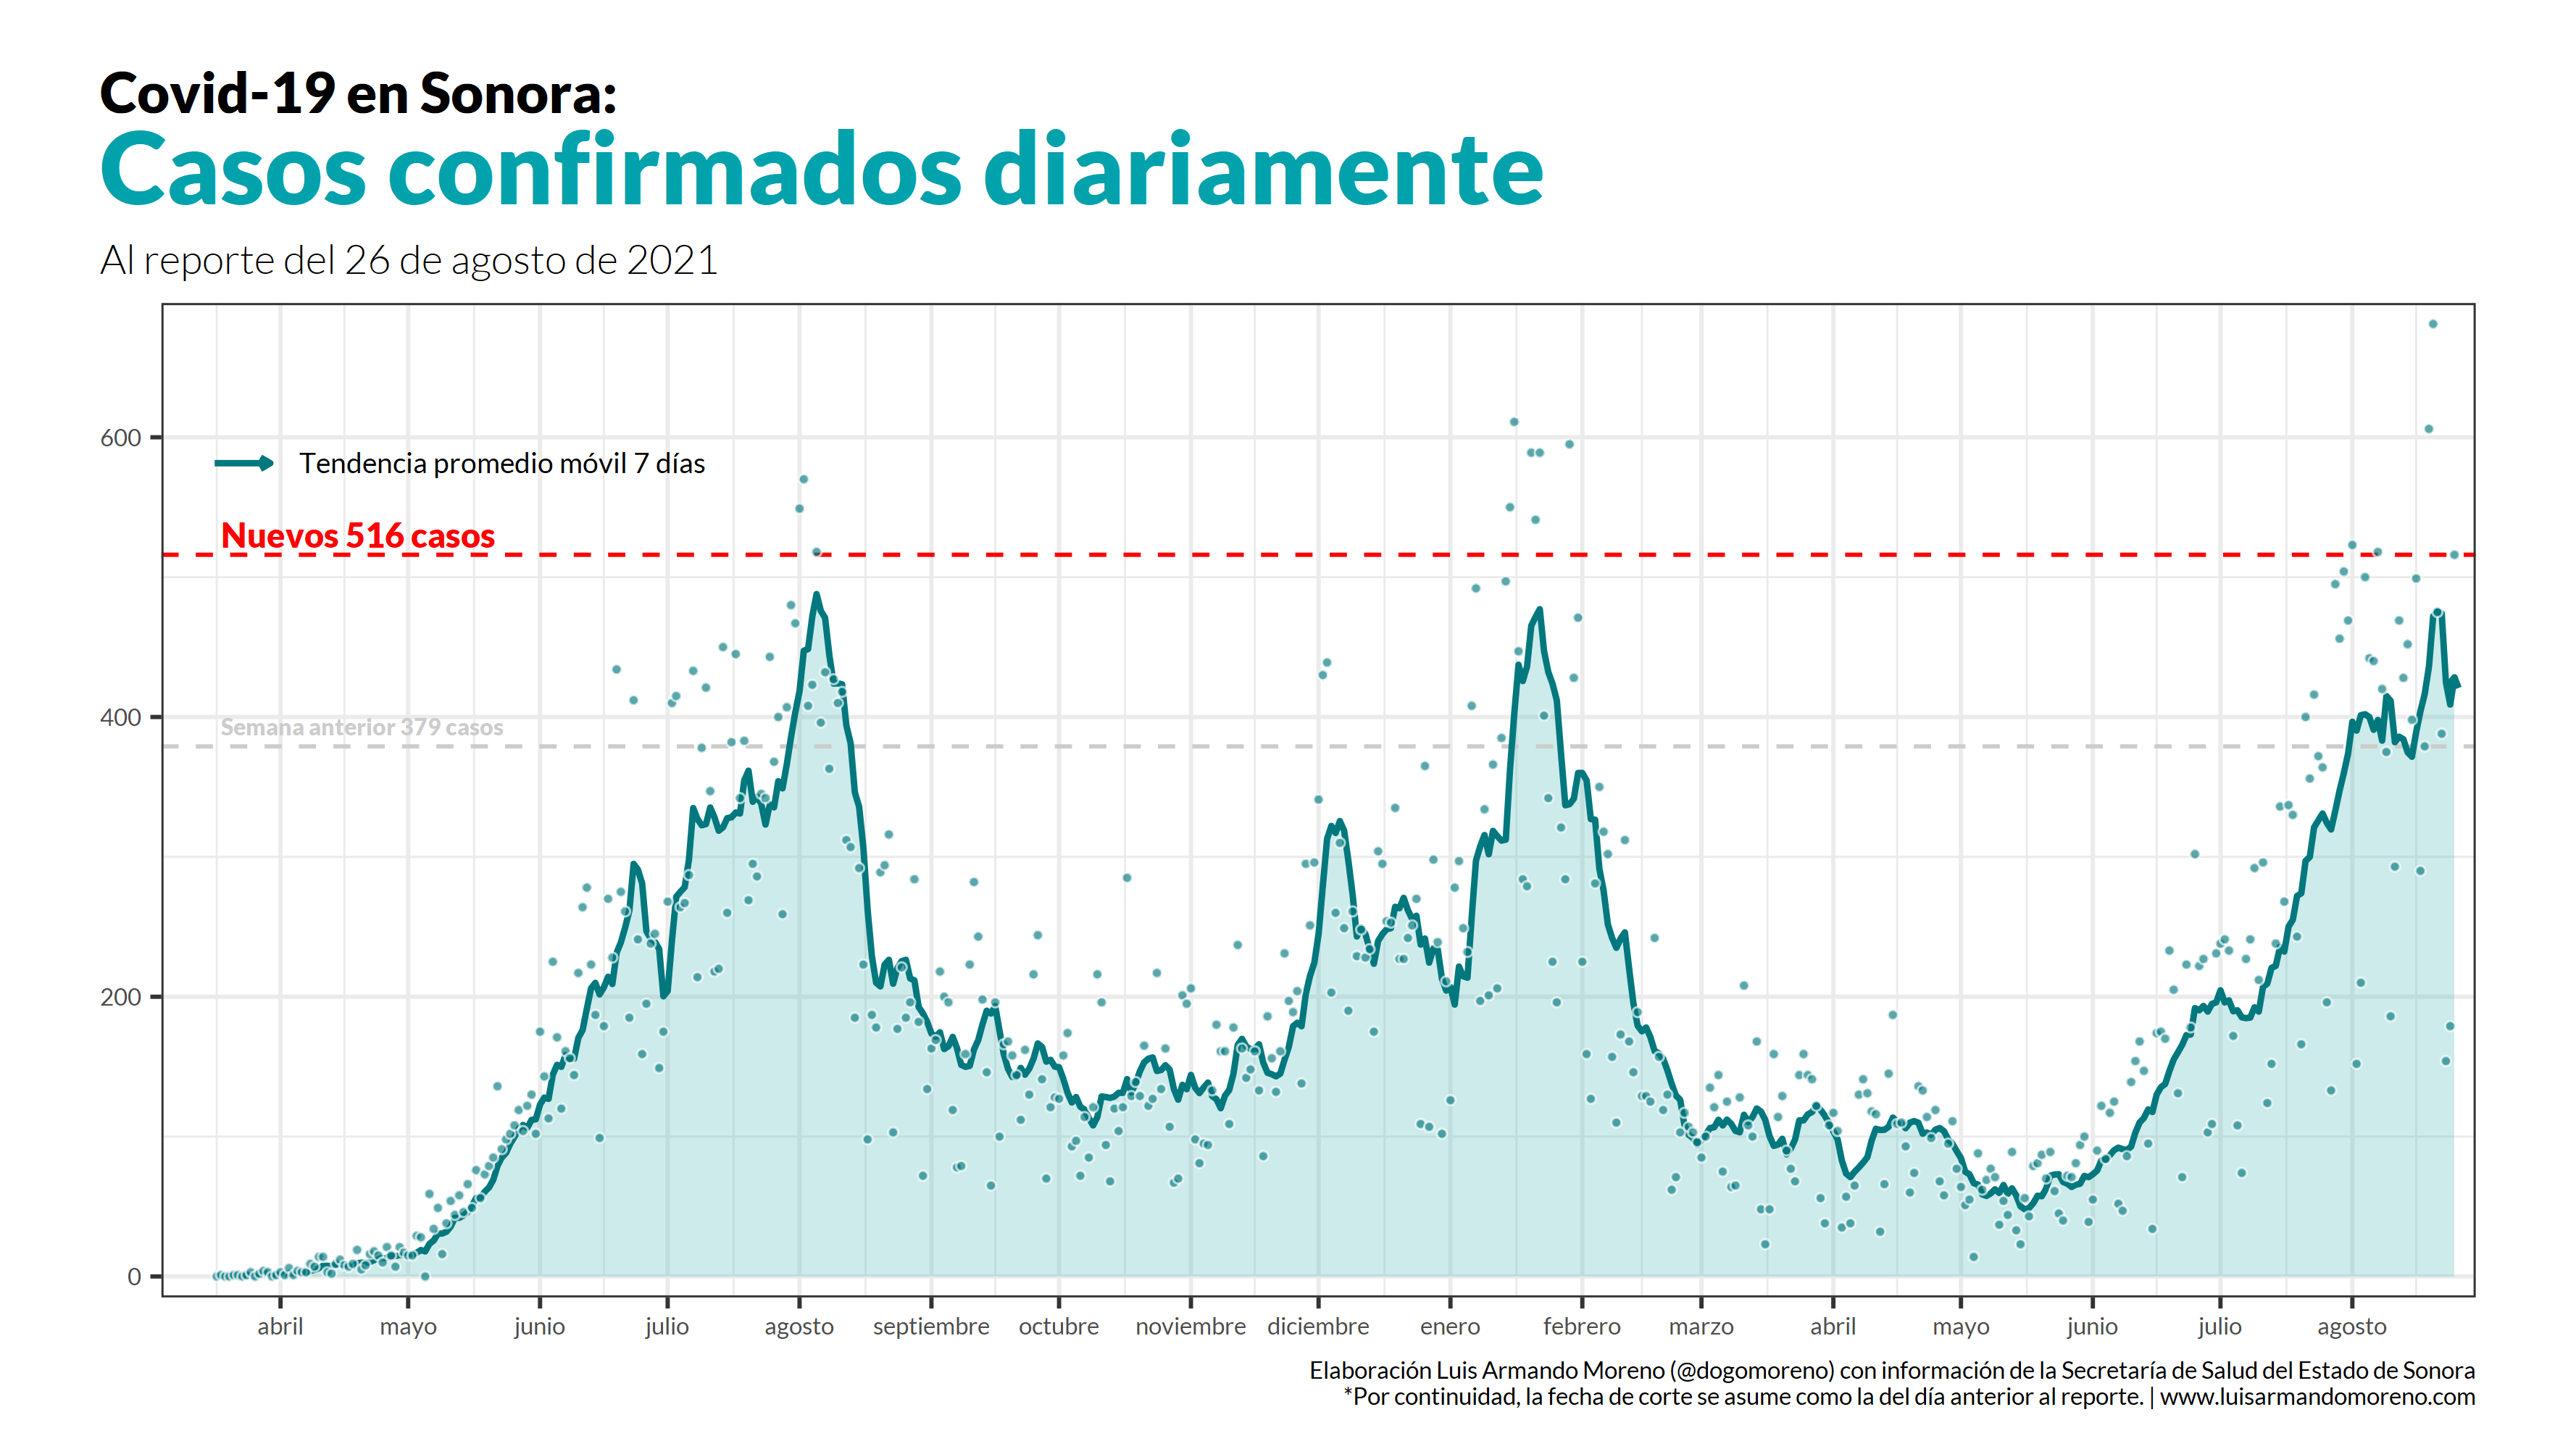 Covid-19 en Sonora:
Casos confirmados diariamente
Al reporte del 26 de agosto de 2021
600
Tendencia promedio móvil 7 días
Nuevos 516 casos
400
Semana anterior 379 casos
200
0
abril mayo junio julio agosto septiembre octubre noviembre diciembre enero febrero marzo abril mayo junio julio agosto
Elaboración Luis Armando Moreno (@dogomoreno) con información de la Secretaría de Salud del Estado de Sonora
*Por continuidad, la fecha de corte se asume como la del día anterior al reporte. | www.luisarmandomoreno.com